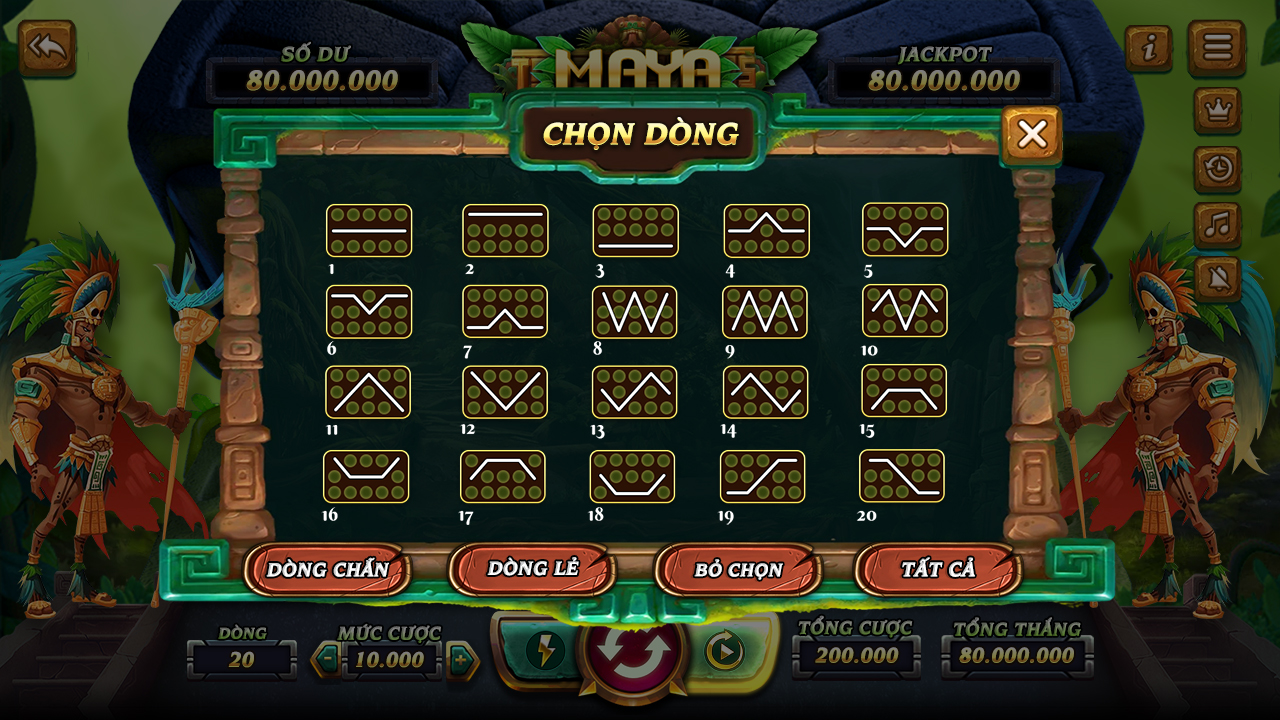 SỐ DƯ
80.000.000
MAYA
JACKPOT
80.000.000
CHỌN DÒNG
1 2 3 4 5
6 7 8 9 10
11 12 13 14 15
16 17 18 19 20
DÒNG CHẴN
DÒNG LẺ
BỎ CHỌN
TẤT CẢ
DÒNG
20
MỨC CƯỢC
- 10.000 +
TỔNG CƯỢC
200.000
TỔNG THẮNG
80.000.000